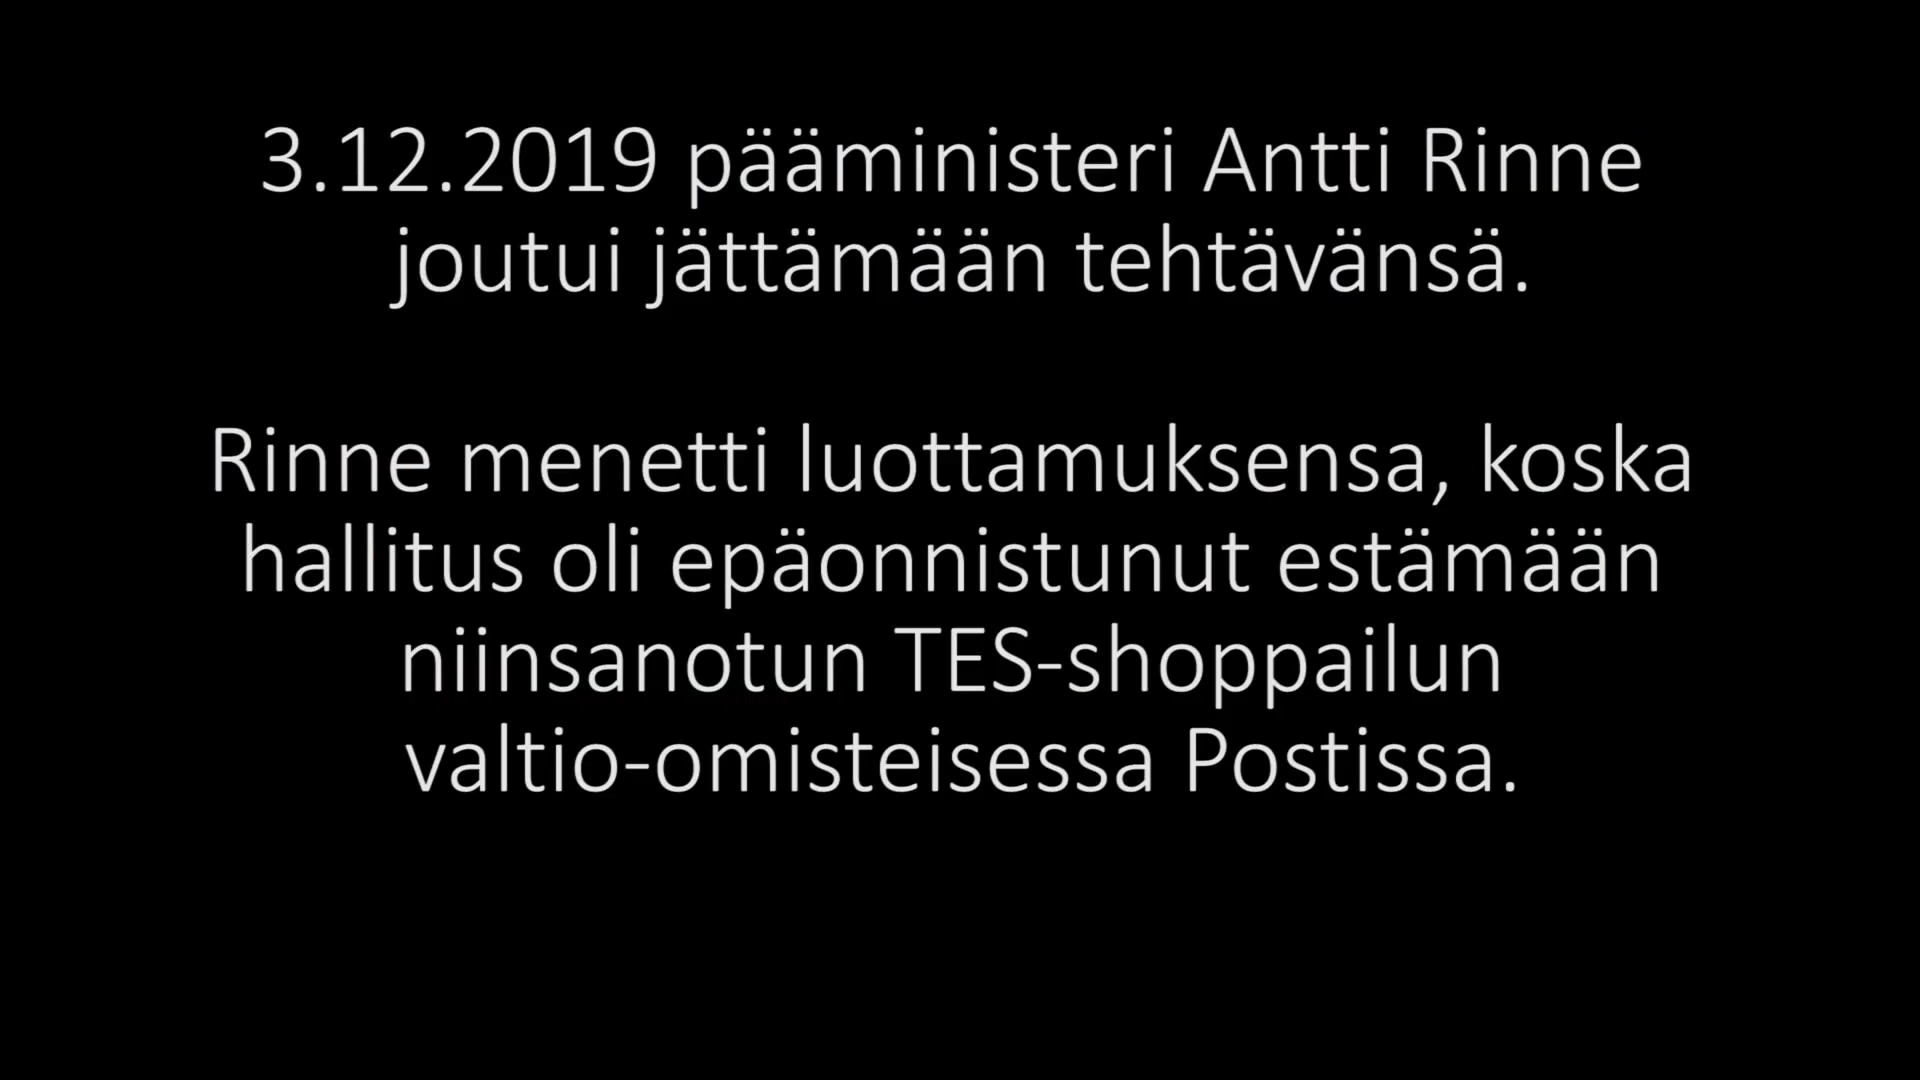 3.12.2019 pääministeri Antti Rinne
joutui jättämään tehtävänsä.
Rinne menetti luottamuksensa, koska
hallitus oli epäonnistunut estämään
niinsanotun TES-shoppailun
valtio-omisteisessa Postissa.